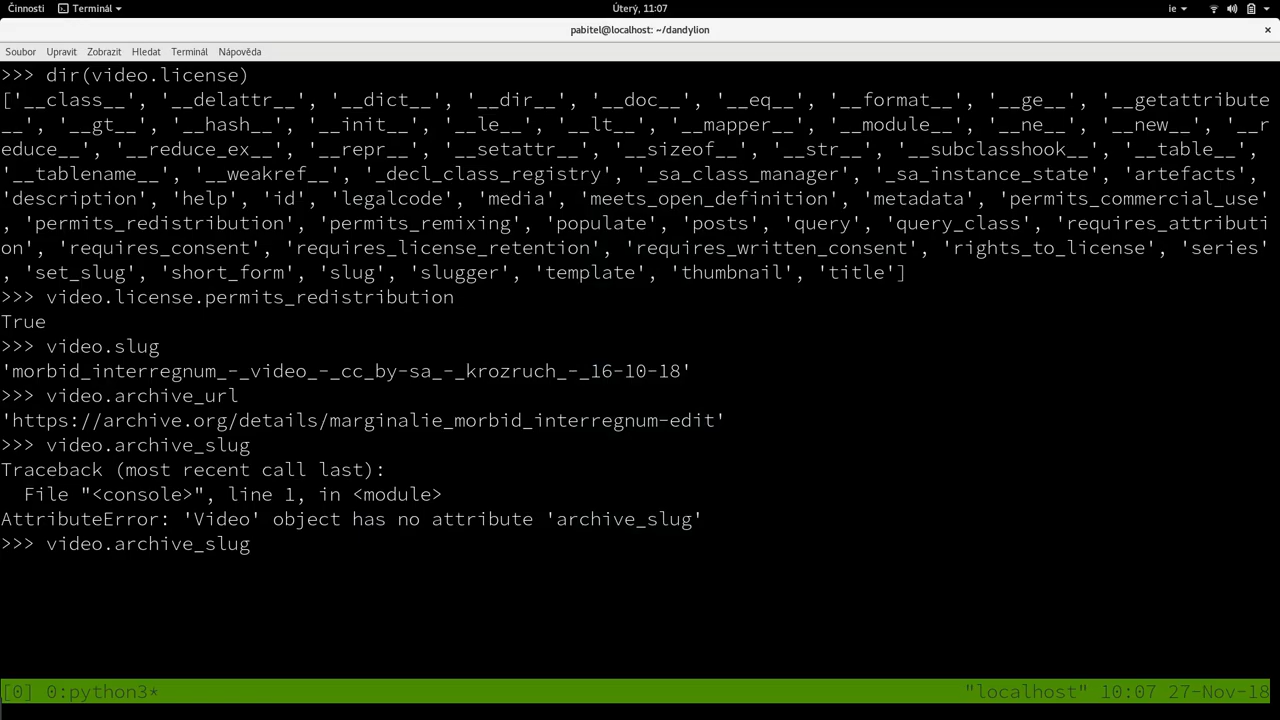 Činnosti Terminál Úterý, 11:07 ie
pabitel@localhost: ~/dandylion ×
Soubor Upravit Zobrazit Hledat Terminál Nápověda
>>> dir(video.license)
['__class__', '__delattr__', '__dict__', '__dir__', '__doc__', '__eq__', '__format__', '__ge__', '__getattribute
__', '__gt__', '__hash__', '__init__', '__le__', '__lt__', '__mapper__', '__module__', '__ne__', '__new__', '__r
educe__', '__reduce_ex__', '__repr__', '__setattr__', '__sizeof__', '__str__', '__subclasshook__', '__table__',
'__tablename__', '__weakref__', '_decl_class_registry', '_sa_class_manager', '_sa_instance_state', 'artefacts',
'description', 'help', 'id', 'legalcode', 'media', 'meets_open_definition', 'metadata', 'permits_commercial_use'
, 'permits_redistribution', 'permits_remixing', 'populate', 'posts', 'query', 'query_class', 'requires_attributi
on', 'requires_consent', 'requires_license_retention', 'requires_written_consent', 'rights_to_license', 'series'
, 'set_slug', 'short_form', 'slug', 'slugger', 'template', 'thumbnail', 'title']
>>> video.license.permits_redistribution
True
>>> video.slug
'morbid_interregnum_-_video_-_cc_by-sa_-_krozruch_-_16-10-18'
>>> video.archive_url
'https://archive.org/details/marginalie_morbid_interregnum-edit'
>>> video.archive_slug
Traceback (most recent call last):
  File "<console>", line 1, in <module>
AttributeError: 'Video' object has no attribute 'archive_slug'
>>> video.archive_slug
[0] 0:python3* "localhost" 10:07 27-Nov-18